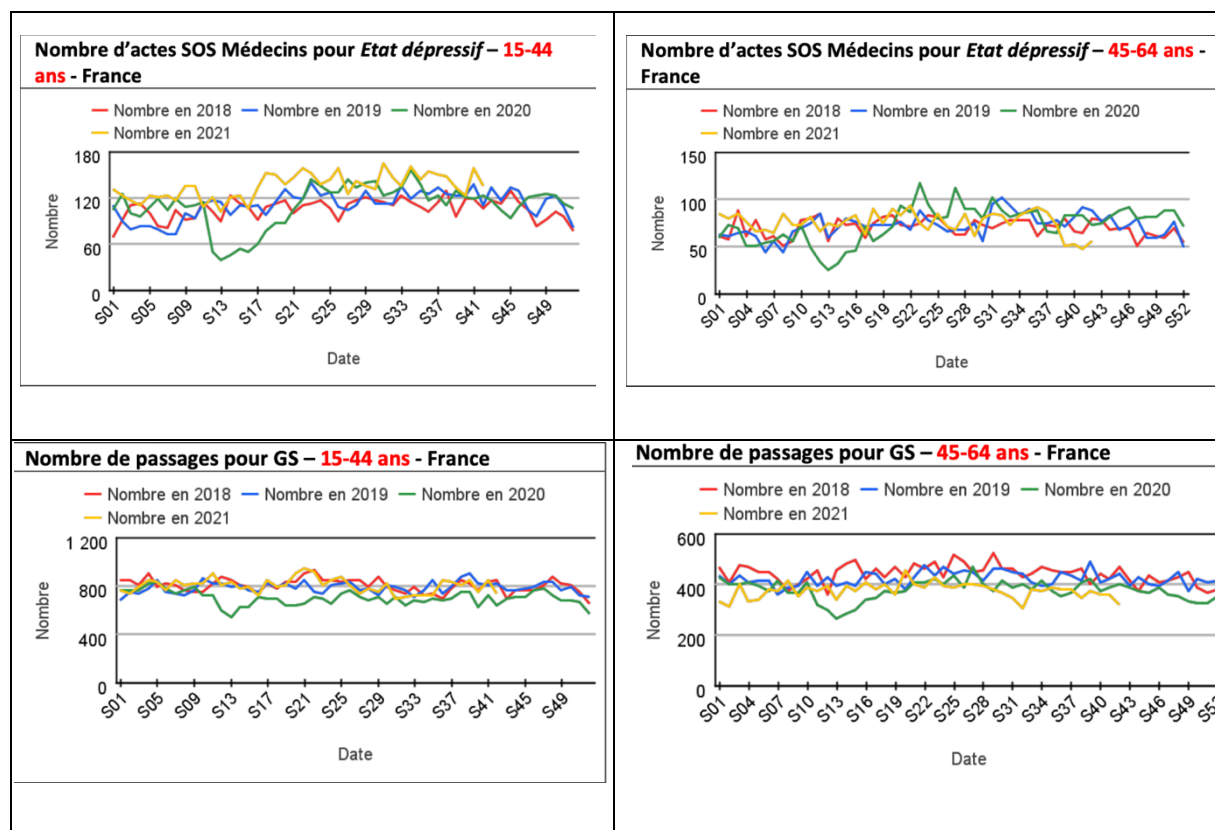 Nombre d'actes SOS Médecins pour Etat dépressif – 15-44
ans - France
Nombre en 2018 Nombre en 2019 Nombre en 2020
Nombre en 2021
180
120
60
0
Nombre
S01 S05 S09 S13 S17 S21 S25 S29 S33 S37 S41 S45 S49
Date
Nombre d'actes SOS Médecins pour Etat dépressif – 45-64 ans -
France
Nombre en 2018 Nombre en 2019 Nombre en 2020
Nombre en 2021
150
100
50
0
Nombre
S01 S04 S07 S10 S13 S16 S19 S22 S25 S28 S31 S34 S37 S40 S43 S46 S49 S52
Date
Nombre de passages pour GS – 15-44 ans - France
Nombre en 2018 Nombre en 2019 Nombre en 2020
Nombre en 2021
1 200
800
400
0
Nombre
S01 S05 S09 S13 S17 S21 S25 S29 S33 S37 S41 S45 S49
Date
Nombre de passages pour GS – 45-64 ans - France
Nombre en 2018 Nombre en 2019 Nombre en 2020
Nombre en 2021
600
400
200
0
Nombre
S01 S04 S07 S10 S13 S16 S19 S22 S25 S28 S31 S34 S37 S40 S43 S46 S49
Date